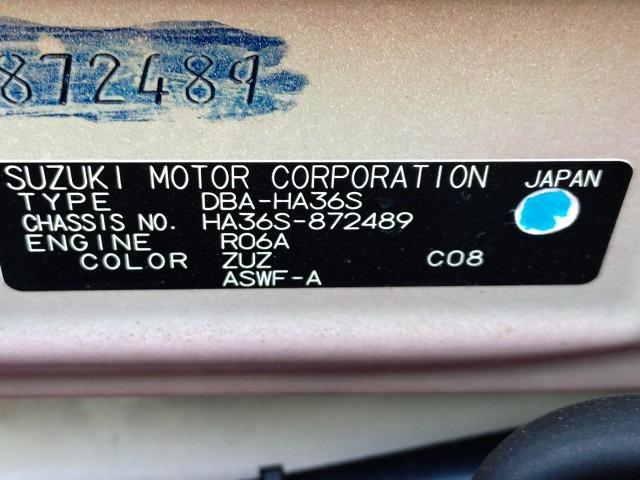 872489
SUZUKI MOTOR CORPORATION JAPAN
TYPE DBA-HA36S
CHASSIS NO. HA36S-872489
ENGINE R06A
COLOR ZUZ C08
ASWF-A